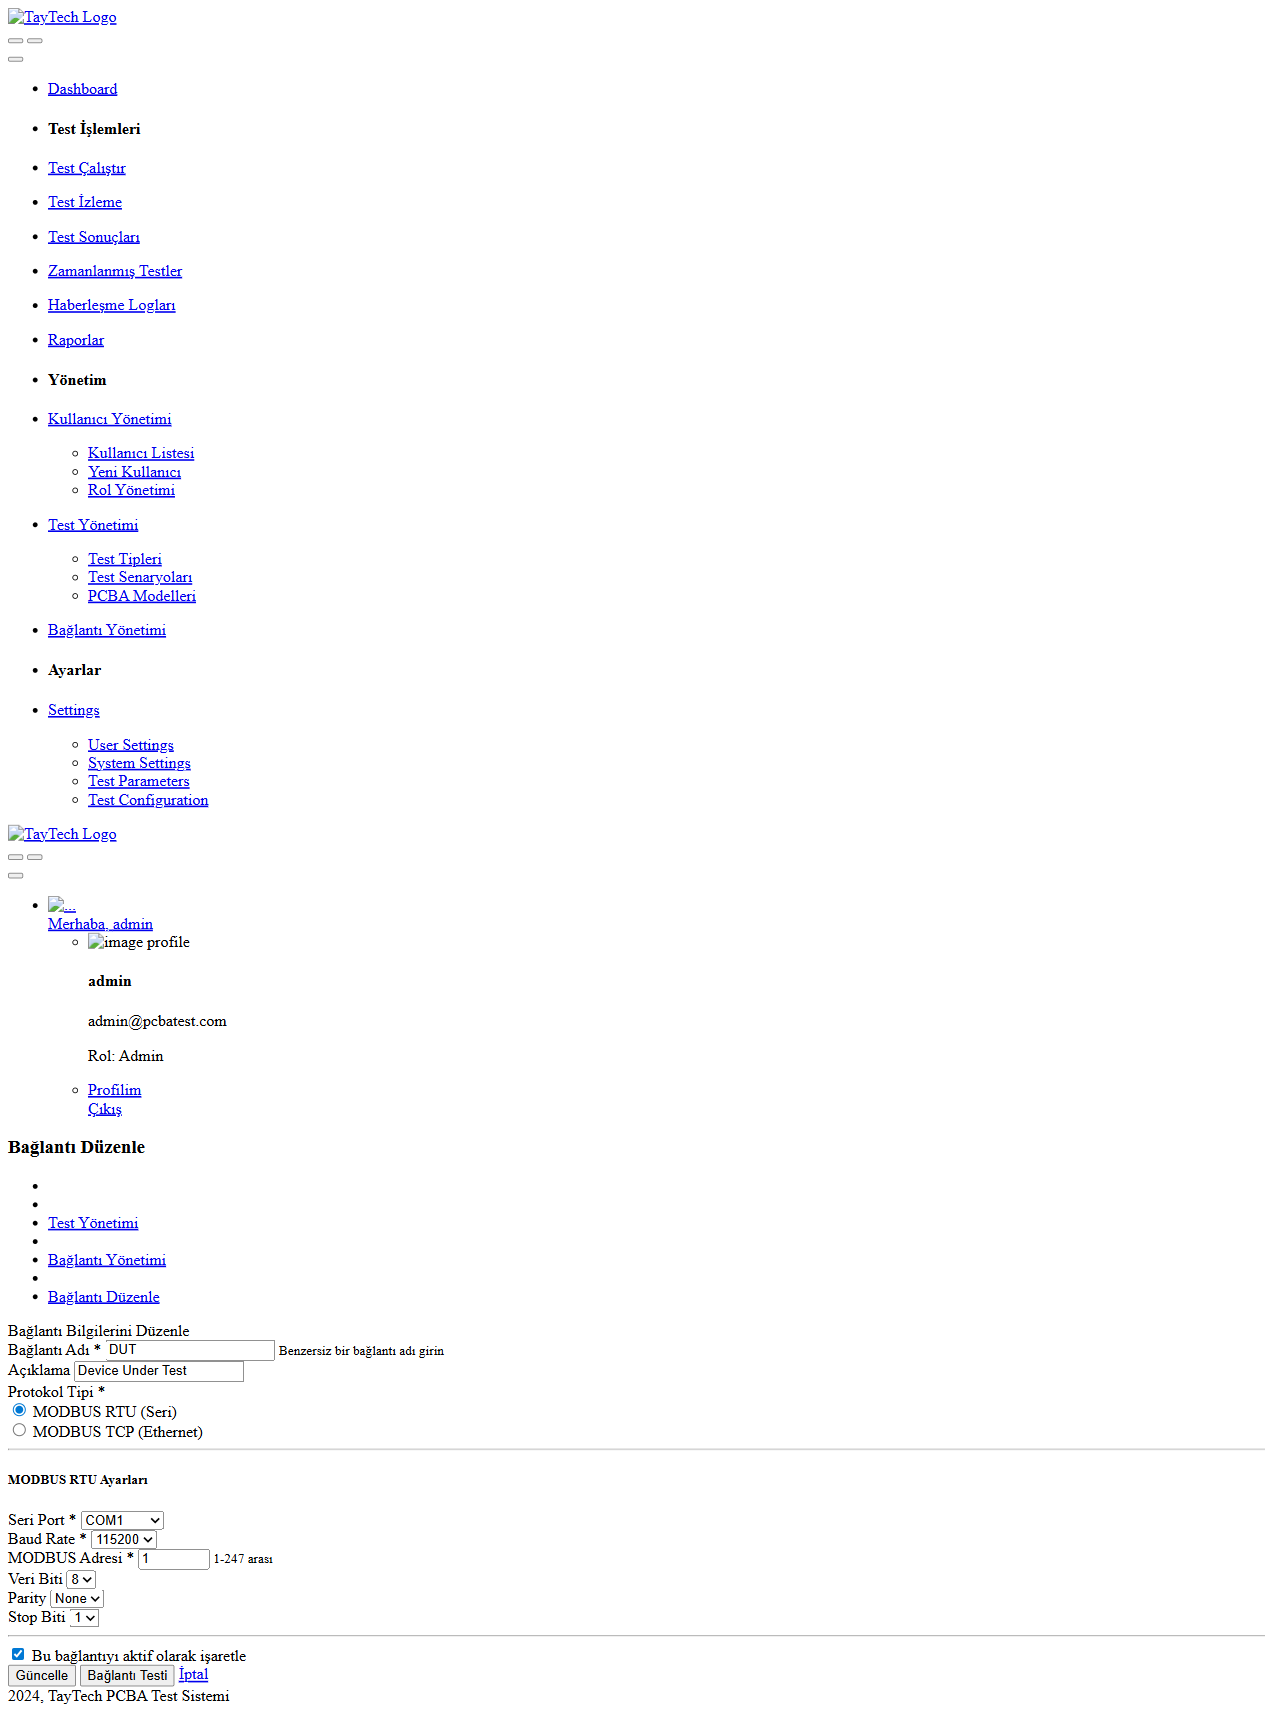 TayTech Logo
Dashboard
Test İşlemleri
Test Çalıştır
Test İzleme
Test Sonuçları
Zamanlanmış Testler
Haberleşme Logları
Raporlar
Yönetim
Kullanıcı Yönetimi
Kullanıcı Listesi
Yeni Kullanıcı
Rol Yönetimi
Test Yönetimi
Test Tipleri
Test Senaryoları
PCBA Modelleri
Bağlantı Yönetimi
Ayarlar
Settings
User Settings
System Settings
Test Parameters
Test Configuration
TayTech Logo
...
Merhaba, admin
image profile
admin
admin@pcbatest.com
Rol: Admin
Profilim
Çıkış
Bağlantı Düzenle
Test Yönetimi
Bağlantı Yönetimi
Bağlantı Düzenle
Bağlantı Bilgilerini Düzenle
Bağlantı Adı * DUT Benzersiz bir bağlantı adı girin
Açıklama Device Under Test
Protokol Tipi *
MODBUS RTU (Seri)
MODBUS TCP (Ethernet)
MODBUS RTU Ayarları
Seri Port * COM1
Baud Rate * 115200
MODBUS Adresi * 1 1-247 arası
Veri Biti 8
Parity None
Stop Biti 1
Bu bağlantıyı aktif olarak işaretle
Güncelle Bağlantı Testi İptal
2024, TayTech PCBA Test Sistemi